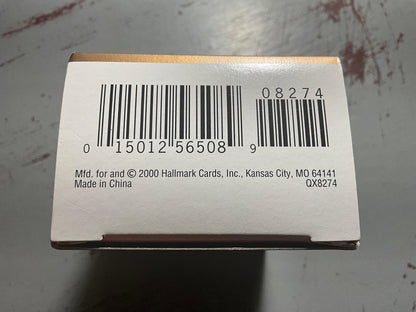 08274
0 15012 56508 9
Mfd. for and © 2000 Hallmark Cards, Inc., Kansas City, MO 64141
Made in China QX8274